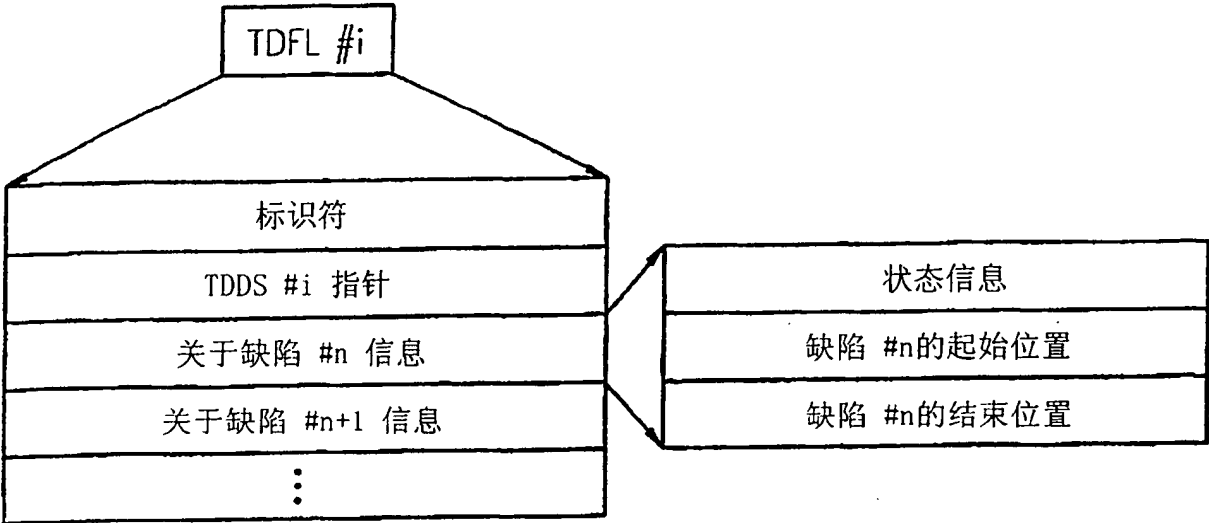 TDFL #i
标识符
TDDS #i 指针
关于缺陷 #n 信息
关于缺陷 #n+1 信息
⋮
状态信息
缺陷 #n的起始位置
缺陷 #n的结束位置